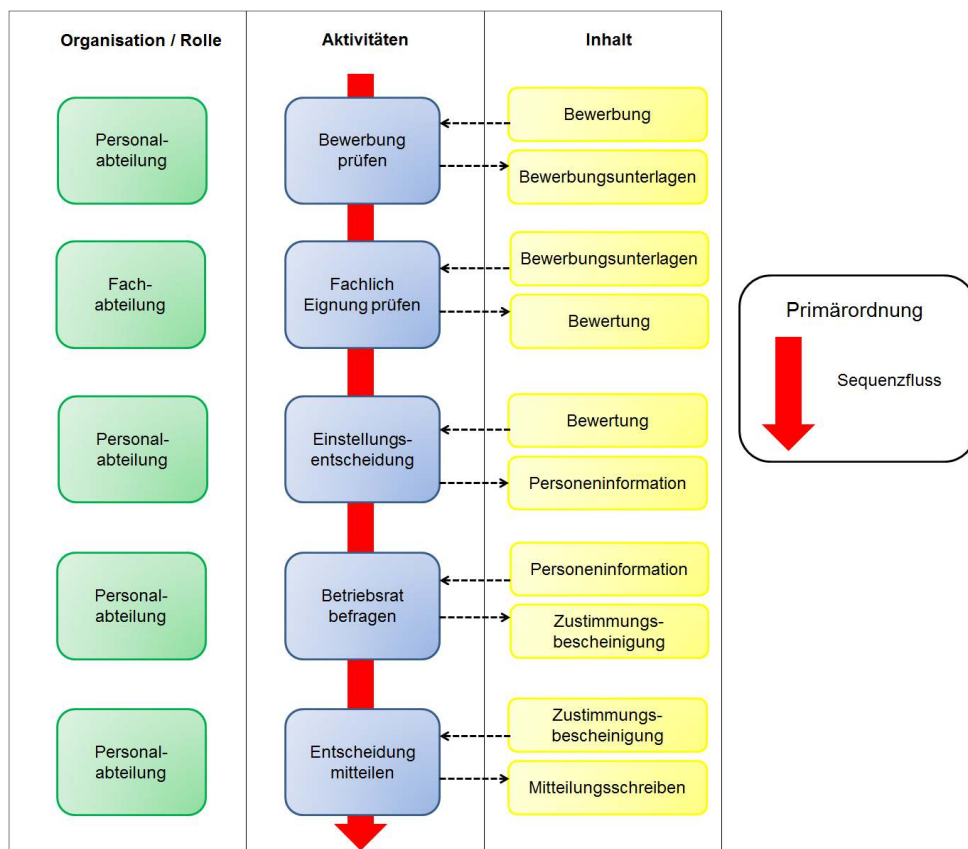 Organisation / Rolle
Aktivitäten
Inhalt
Personal-
abteilung
Bewerbung
prüfen
Bewerbung
Bewerbungsunterlagen
Fach-
abteilung
Fachlich
Eignung prüfen
Bewerbungsunterlagen
Bewertung
Personal-
abteilung
Einstellungs-
entscheidung
Bewertung
Personeninformation
Personal-
abteilung
Betriebsrat
befragen
Personeninformation
Zustimmungs-
bescheinigung
Personal-
abteilung
Entscheidung
mitteilen
Zustimmungs-
bescheinigung
Mitteilungsschreiben
Primärordnung
Sequenzfluss